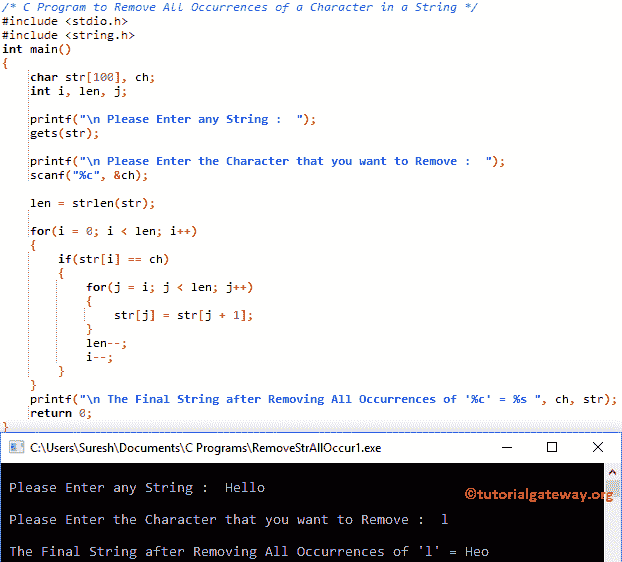 /* C Program to Remove All Occurrences of a Character in a String */
#include <stdio.h>
#include <string.h>
int main()
{
    char str[100], ch;
    int i, len, j;

    printf("\n Please Enter any String :  ");
    gets(str);

    printf("\n Please Enter the Character that you want to Remove :  ");
    scanf("%c", &ch);

    len = strlen(str);

    for(i = 0; i < len; i++)
    {
        if(str[i] == ch)
        {
            for(j = i; j < len; j++)
            {
                str[j] = str[j + 1];
            }
            len--;
            i--;
        }
    }
    printf("\n The Final String after Removing All Occurrences of '%c' = %s ", ch, str);
    return 0;
}
C:\Users\Suresh\Documents\C Programs\RemoveStrAllOccur1.exe
Please Enter any String :  Hello
©tutorialgateway.org
Please Enter the Character that you want to Remove :  l
The Final String after Removing All Occurrences of 'l' = Heo